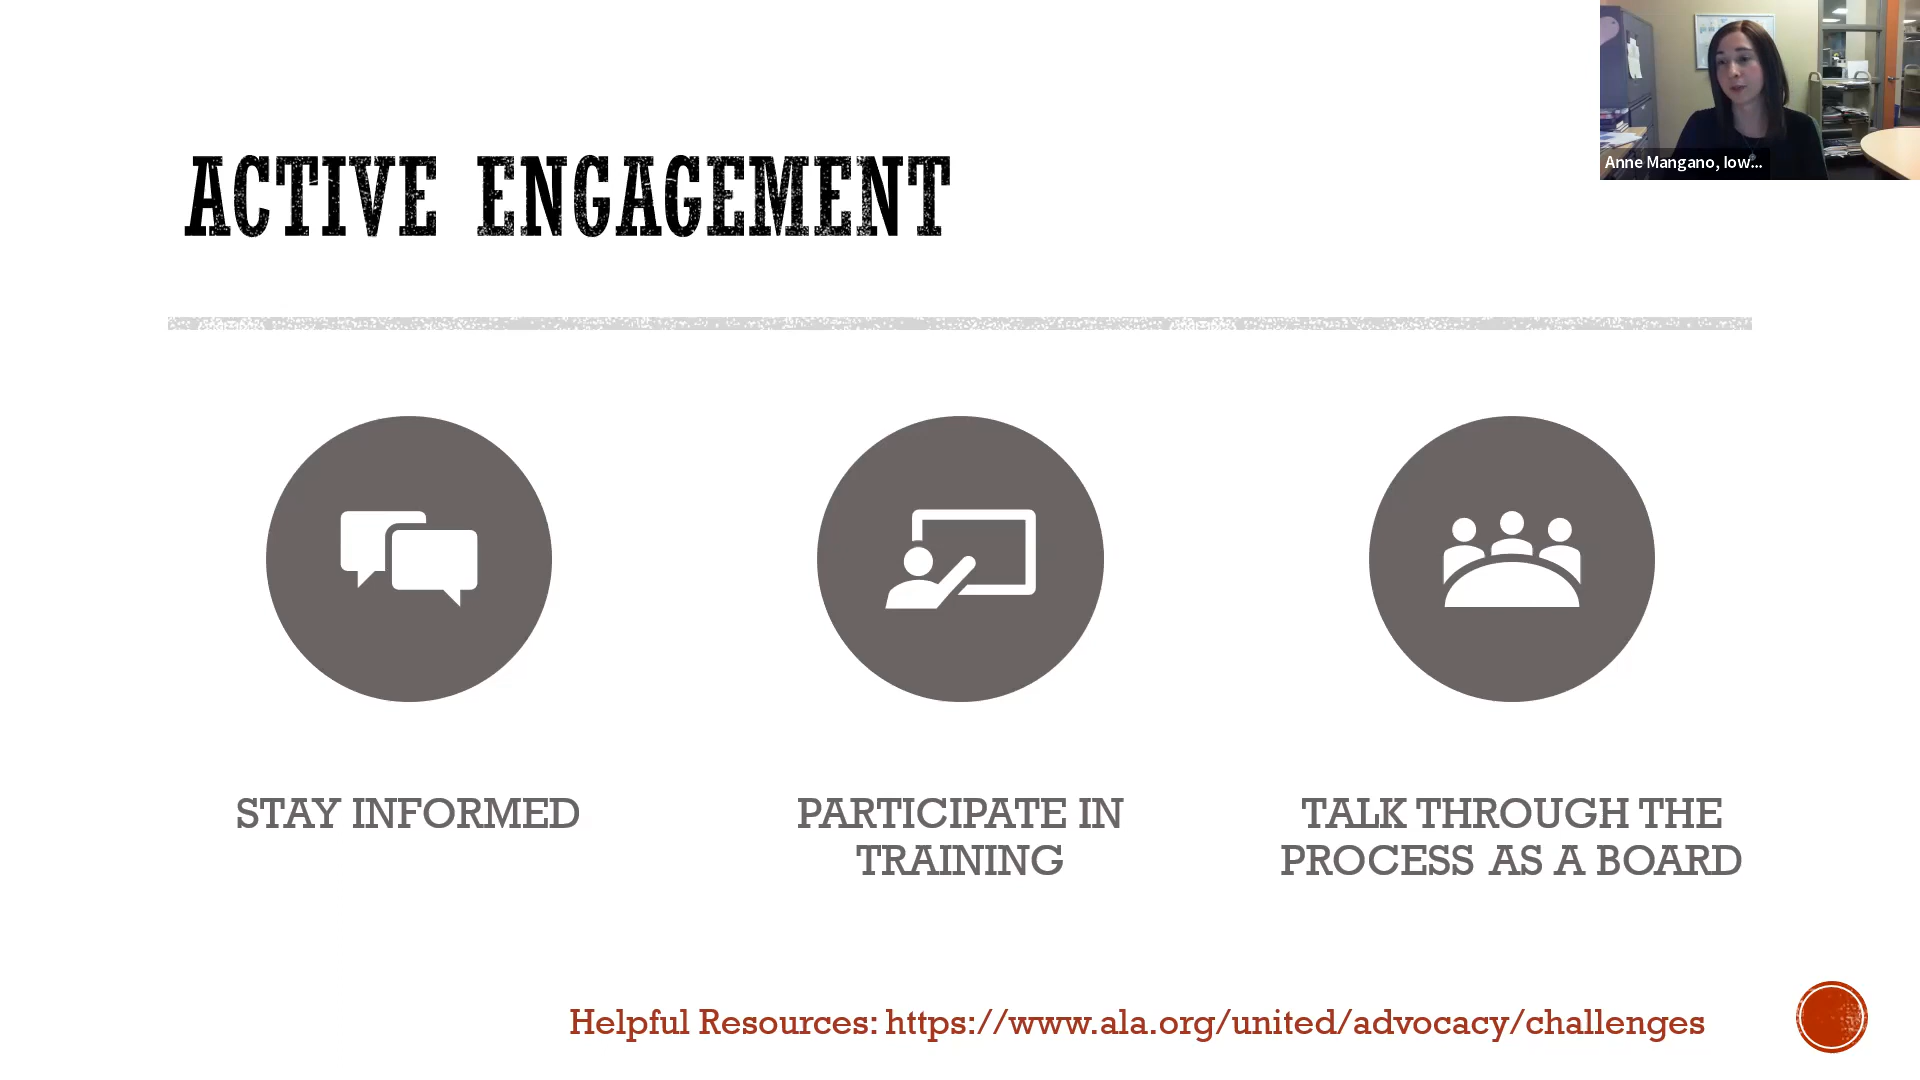 Anne Mangano, Iow...
ACTIVE ENGAGEMENT
STAY INFORMED
PARTICIPATE IN
TRAINING
TALK THROUGH THE
PROCESS AS A BOARD
Helpful Resources: https://www.ala.org/united/advocacy/challenges